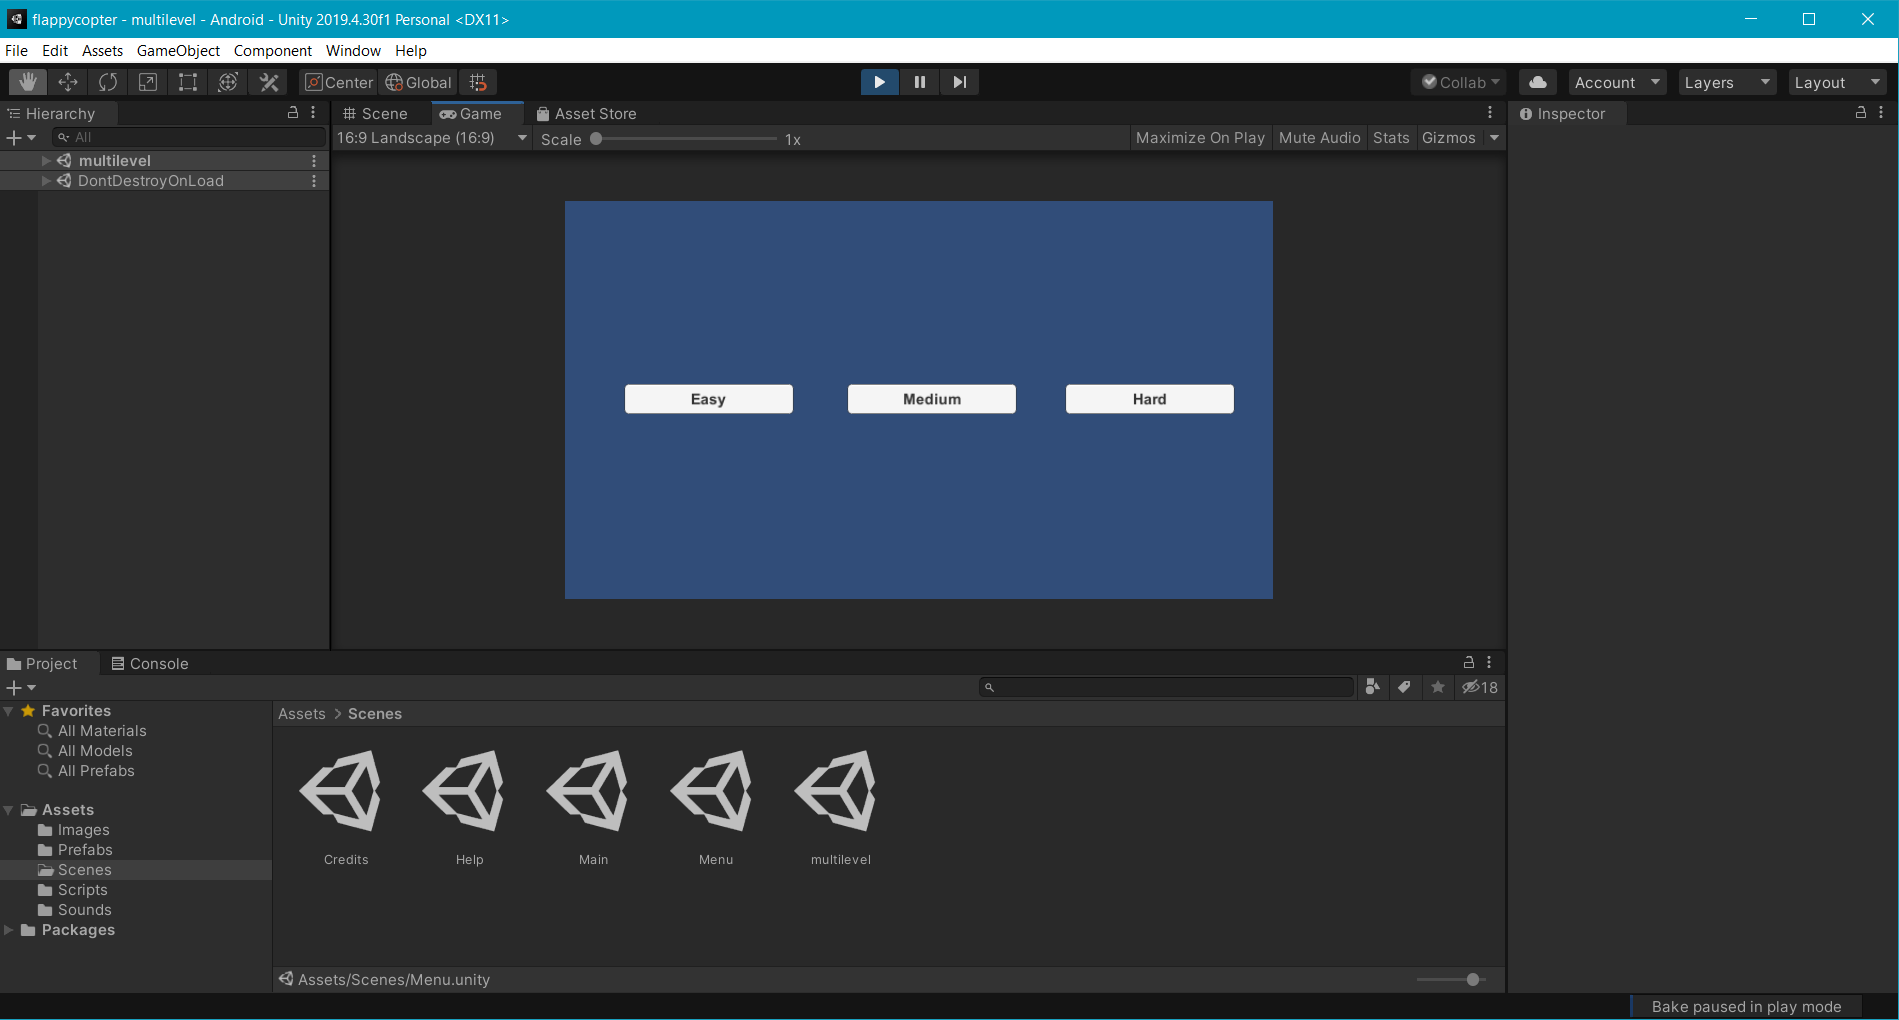 flappycopter - multilevel - Android - Unity 2019.4.30f1 Personal <DX11>
File Edit Assets GameObject Component Window Help
Center Global Collab Account Layers Layout
Hierarchy
All
multilevel
DontDestroyOnLoad
Scene Game Asset Store
16:9 Landscape (16:9) Scale 1x Maximize On Play Mute Audio Stats Gizmos
Easy Medium Hard
Inspector
Project Console
18
Favorites
All Materials
All Models
All Prefabs
Assets
Images
Prefabs
Scenes
Scripts
Sounds
Packages
Assets > Scenes
Credits Help Main Menu multilevel
Assets/Scenes/Menu.unity
Bake paused in play mode